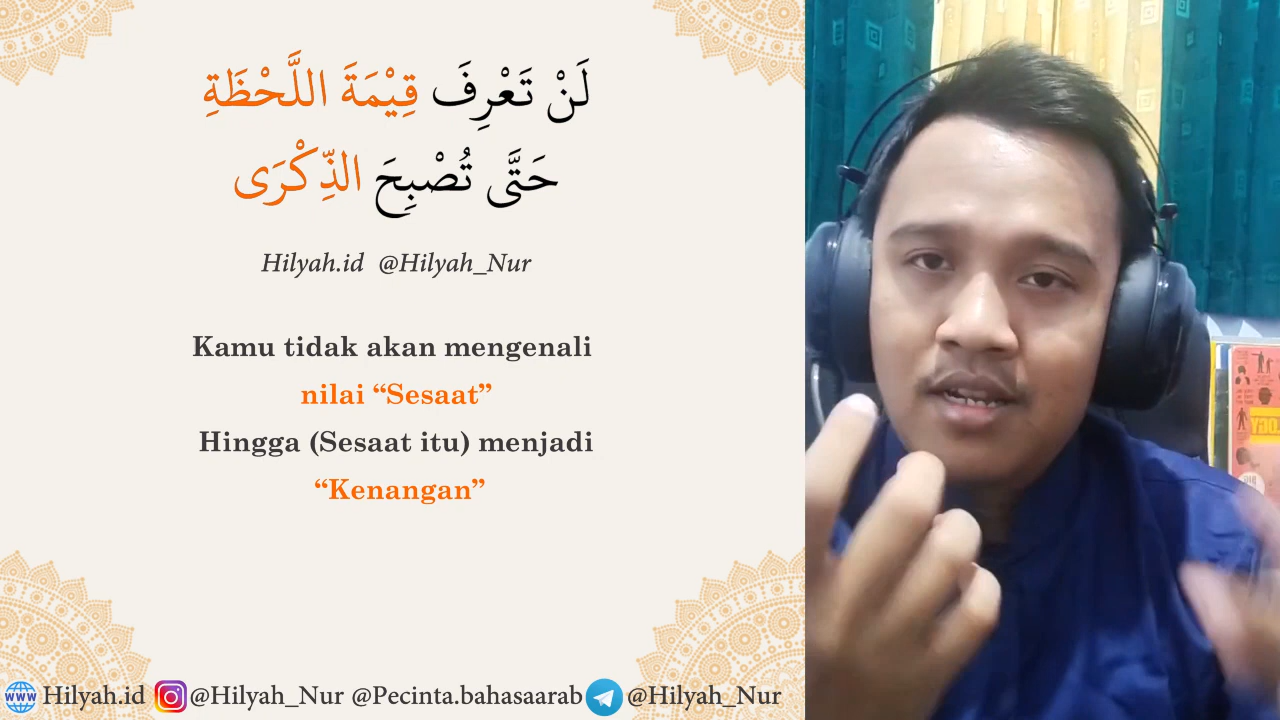 لَنْ تَعْرِفَ قِيْمَةَ اللَّحْظَةِ
حَتَّى تُصْبِحَ الذِّكْرَى
Hilyah.id @Hilyah_Nur
Kamu tidak akan mengenali
nilai “Sesaat”
Hingga (Sesaat itu) menjadi
“Kenangan”
www Hilyah.id @Hilyah_Nur @Pecinta.bahasaarab @Hilyah_Nur